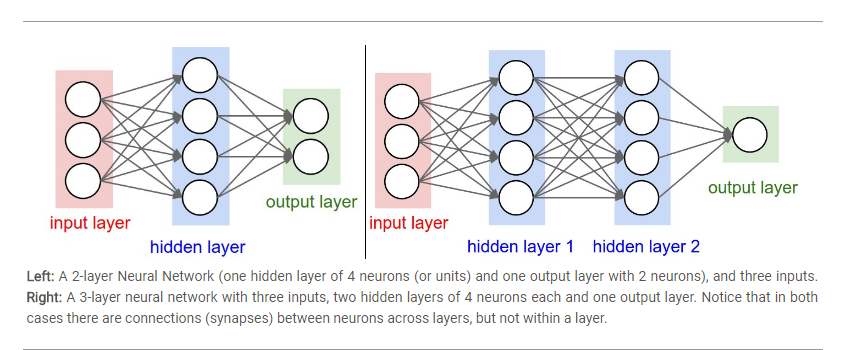 input layer
hidden layer
output layer
input layer
hidden layer 1
hidden layer 2
output layer
Left: A 2-layer Neural Network (one hidden layer of 4 neurons (or units) and one output layer with 2 neurons), and three inputs.
Right: A 3-layer neural network with three inputs, two hidden layers of 4 neurons each and one output layer. Notice that in both
cases there are connections (synapses) between neurons across layers, but not within a layer.